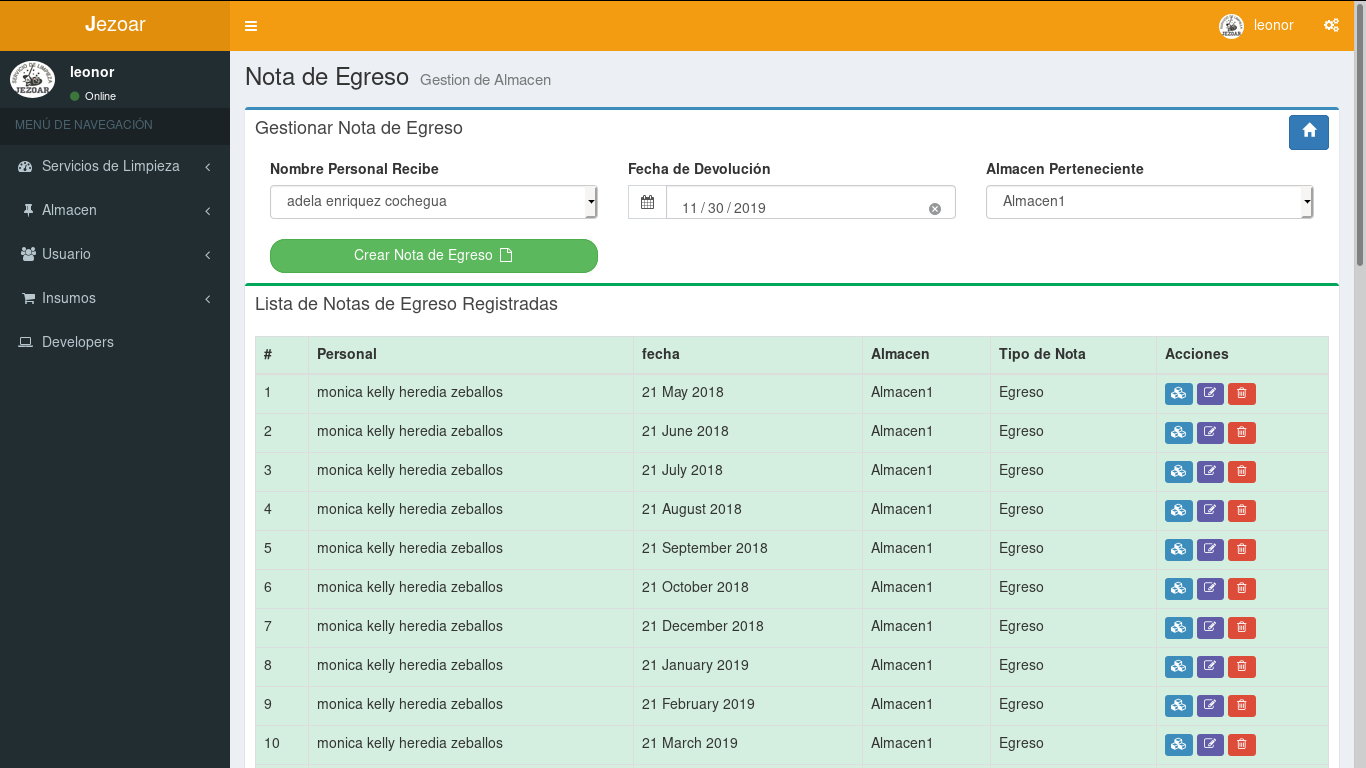 Jezoar
leonor
leonor
Online
MENÚ DE NAVEGACIÓN
Servicios de Limpieza
Almacen
Usuario
Insumos
Developers
Nota de Egreso Gestion de Almacen
Gestionar Nota de Egreso
Nombre Personal Recibe Fecha de Devolución Almacen Perteneciente
adela enriquez cochegua 11 / 30 / 2019 Almacen1
Crear Nota de Egreso
Lista de Notas de Egreso Registradas
# Personal fecha Almacen Tipo de Nota Acciones
1 monica kelly heredia zeballos 21 May 2018 Almacen1 Egreso
2 monica kelly heredia zeballos 21 June 2018 Almacen1 Egreso
3 monica kelly heredia zeballos 21 July 2018 Almacen1 Egreso
4 monica kelly heredia zeballos 21 August 2018 Almacen1 Egreso
5 monica kelly heredia zeballos 21 September 2018 Almacen1 Egreso
6 monica kelly heredia zeballos 21 October 2018 Almacen1 Egreso
7 monica kelly heredia zeballos 21 December 2018 Almacen1 Egreso
8 monica kelly heredia zeballos 21 January 2019 Almacen1 Egreso
9 monica kelly heredia zeballos 21 February 2019 Almacen1 Egreso
10 monica kelly heredia zeballos 21 March 2019 Almacen1 Egreso